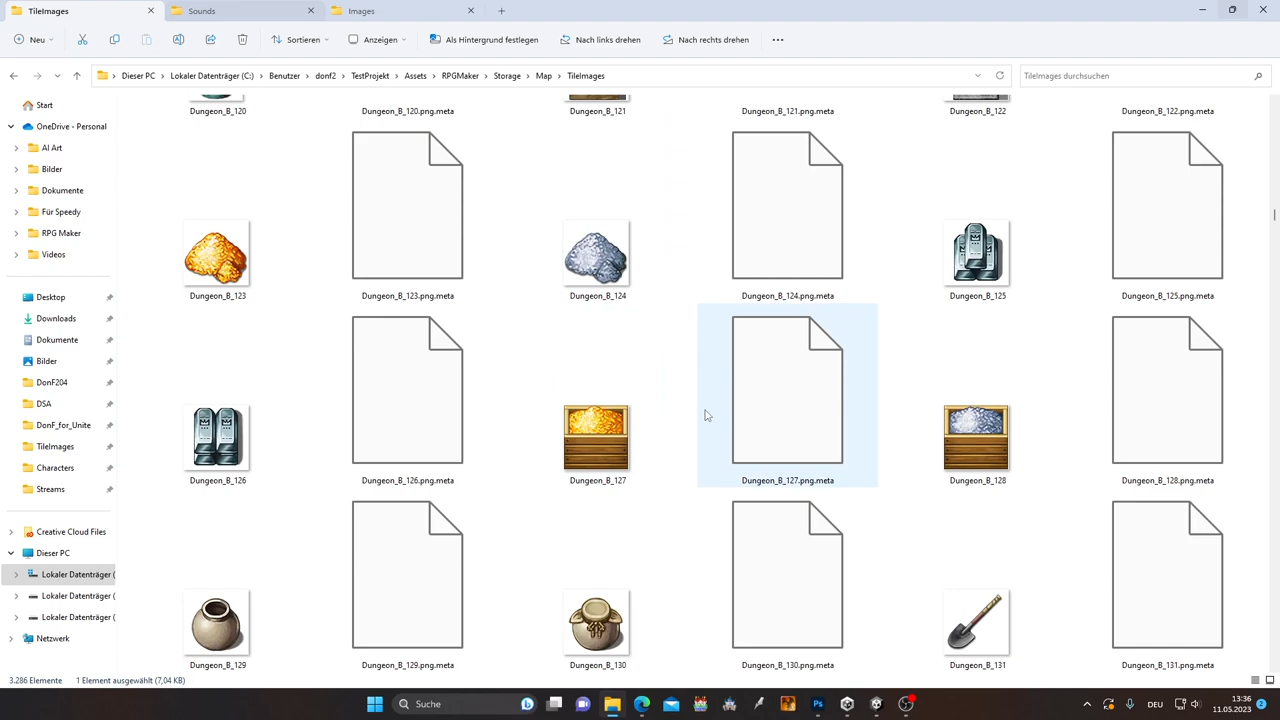 TileImages
Sounds
Images
Neu
Sortieren
Anzeigen
Als Hintergrund festlegen
Nach links drehen
Nach rechts drehen
Dieser PC > Lokaler Datenträger (C:) > Benutzer > donf2 > TestProjekt > Assets > RPGMaker > Storage > Map > TileImages
TileImages durchsuchen
Start
OneDrive - Personal
AI Art
Bilder
Dokumente
Für Speedy
RPG Maker
Videos
Desktop
Downloads
Dokumente
Bilder
DonF204
DSA
DonF_for_Unite
TileImages
Characters
Streams
Creative Cloud Files
Dieser PC
Lokaler Datenträger (
Lokaler Datenträger (
Lokaler Datenträger (
Netzwerk
Dungeon_B_120
Dungeon_B_120.png.meta
Dungeon_B_121
Dungeon_B_121.png.meta
Dungeon_B_122
Dungeon_B_122.png.meta
Dungeon_B_123
Dungeon_B_123.png.meta
Dungeon_B_124
Dungeon_B_124.png.meta
Dungeon_B_125
Dungeon_B_125.png.meta
Dungeon_B_126
Dungeon_B_126.png.meta
Dungeon_B_127
Dungeon_B_127.png.meta
Dungeon_B_128
Dungeon_B_128.png.meta
Dungeon_B_129
Dungeon_B_129.png.meta
Dungeon_B_130
Dungeon_B_130.png.meta
Dungeon_B_131
Dungeon_B_131.png.meta
3.286 Elemente
1 Element ausgewählt (7,04 KB)
Suche
Ps
DEU
13:36
11.05.2023
2